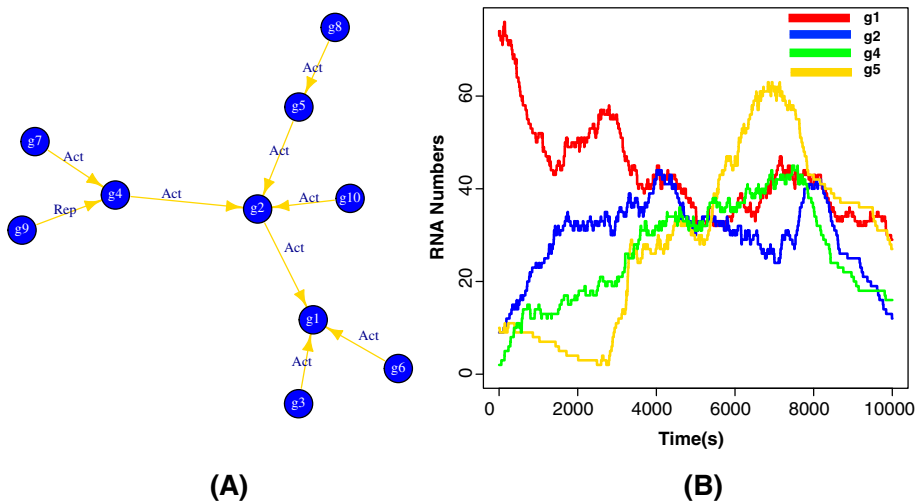 g8
Act
g5
g7
Act
Act
g4
Act
g2
Act
g10
Rep
g9
Act
g1
Act
Act
g6
g3
(A)
g1
g2
g4
g5
RNA Numbers
60
40
20
0
0 2000 4000 6000 8000 10000
Time(s)
(B)